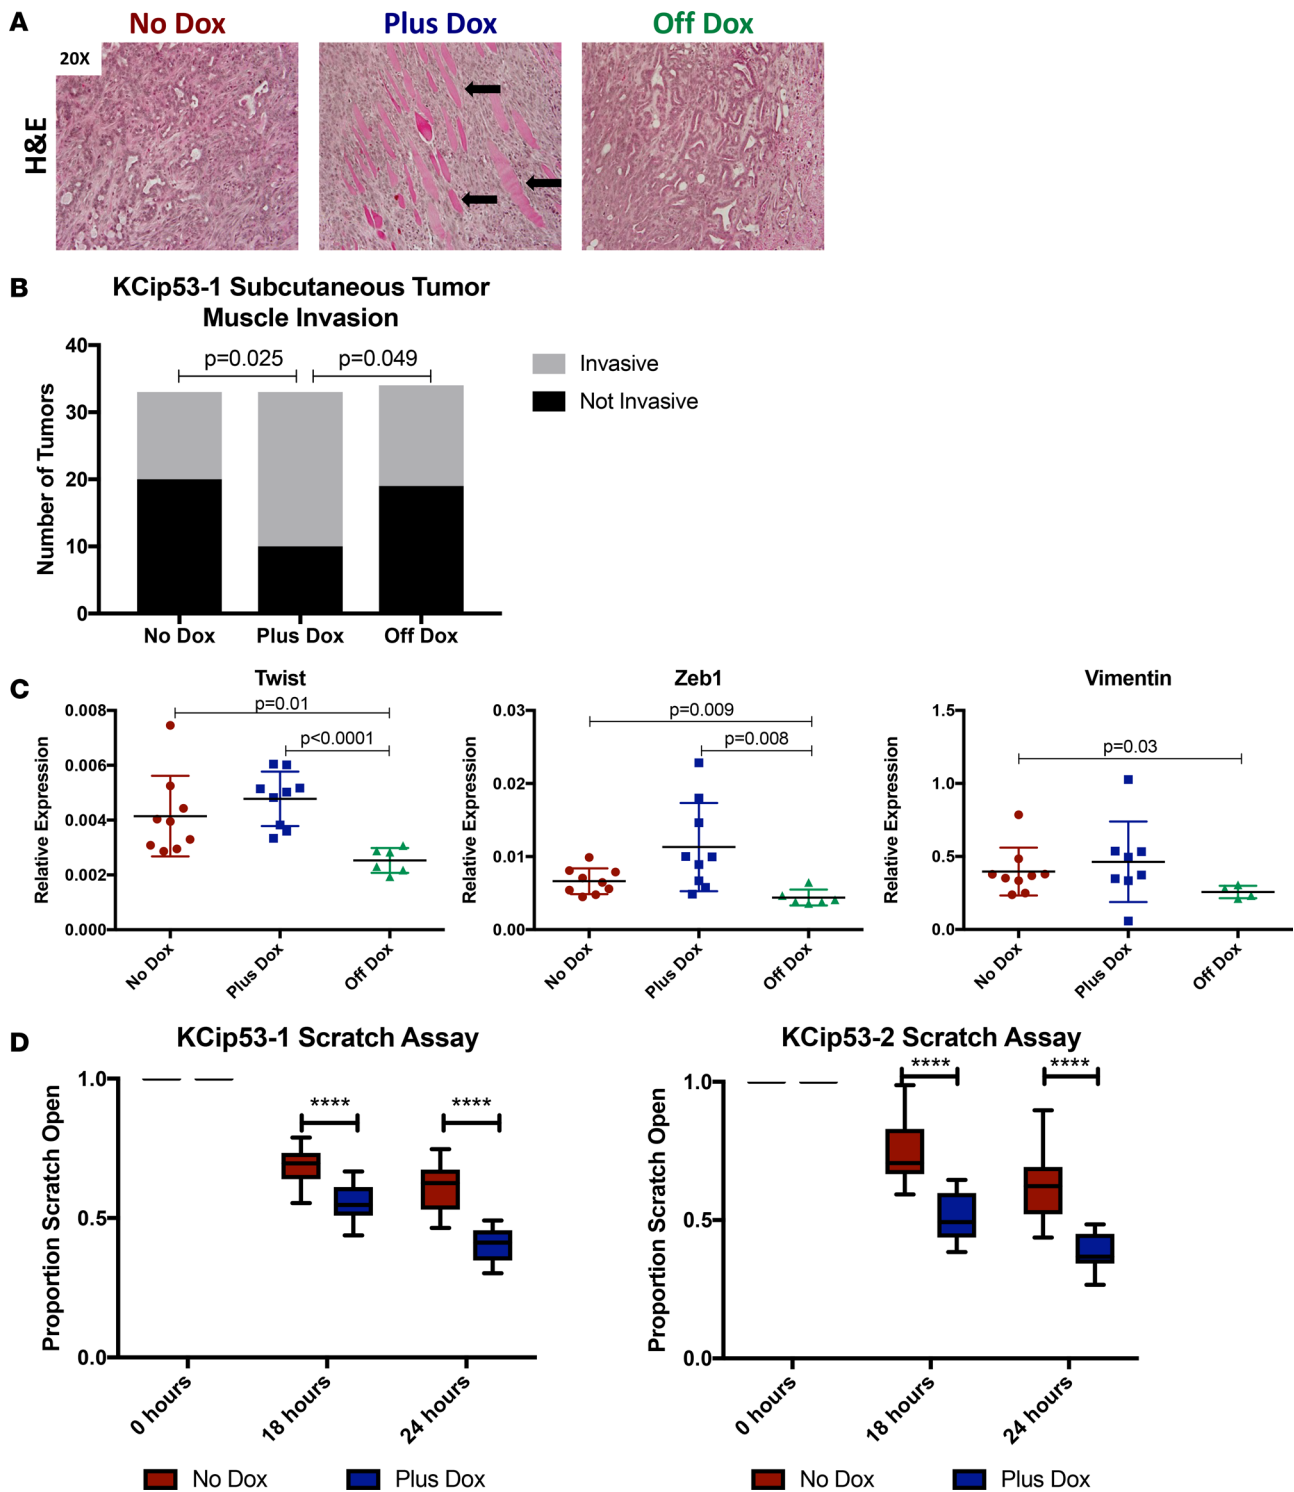 A
No Dox
Plus Dox
Off Dox
20X
H&E
B
KCip53-1 Subcutaneous Tumor
Muscle Invasion
p=0.025
p=0.049
Invasive
Not Invasive
Number of Tumors
40
30
20
10
0
No Dox
Plus Dox
Off Dox
C
Twist
p=0.01
p<0.0001
Relative Expression
0.008
0.006
0.004
0.002
0.000
No Dox
Plus Dox
Off Dox
Zeb1
p=0.009
p=0.008
Relative Expression
0.03
0.02
0.01
0.00
No Dox
Plus Dox
Off Dox
Vimentin
p=0.03
Relative Expression
1.5
1.0
0.5
0.0
No Dox
Plus Dox
Off Dox
D
KCip53-1 Scratch Assay
Proportion Scratch Open
1.0
0.5
0.0
****
****
0 hours
18 hours
24 hours
No Dox
Plus Dox
KCip53-2 Scratch Assay
Proportion Scratch Open
1.0
0.5
0.0
****
****
0 hours
18 hours
24 hours
No Dox
Plus Dox